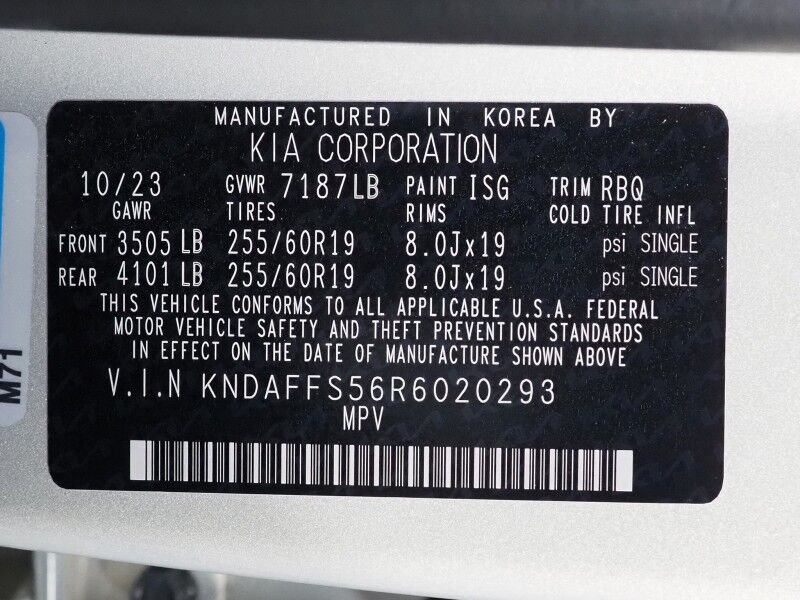 MANUFACTURED IN KOREA BY
KIA CORPORATION
10/23 GVWR 7187LB PAINT ISG TRIM RBQ
GAWR TIRES RIMS COLD TIRE INFL
FRONT 3505 LB 255/60R19 8.0Jx19 psi SINGLE
REAR 4101 LB 255/60R19 8.0Jx19 psi SINGLE
THIS VEHICLE CONFORMS TO ALL APPLICABLE U.S.A. FEDERAL
MOTOR VEHICLE SAFETY AND THEFT PREVENTION STANDARDS
IN EFFECT ON THE DATE OF MANUFACTURE SHOWN ABOVE
V.I.N KNDAFFS56R6020293
MPV
M71